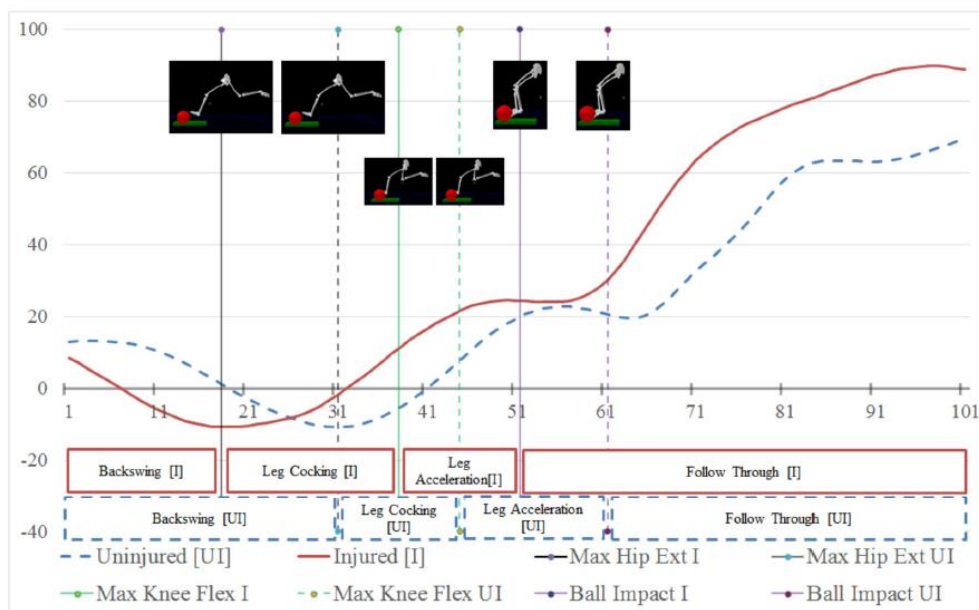 100
80
60
40
20
0
1 11 21 31 41 51 61 71 81 91 101
-20
Backswing [I] Leg Cocking [I] Leg Follow Through [I]
Acceleration[I]
Backswing [UI] Leg Cocking Leg Acceleration Follow Through [UI]
[UI] [UI]
-40
Uninjured [UI] Injured [I] Max Hip Ext I Max Hip Ext UI
Max Knee Flex I Max Knee Flex UI Ball Impact I Ball Impact UI